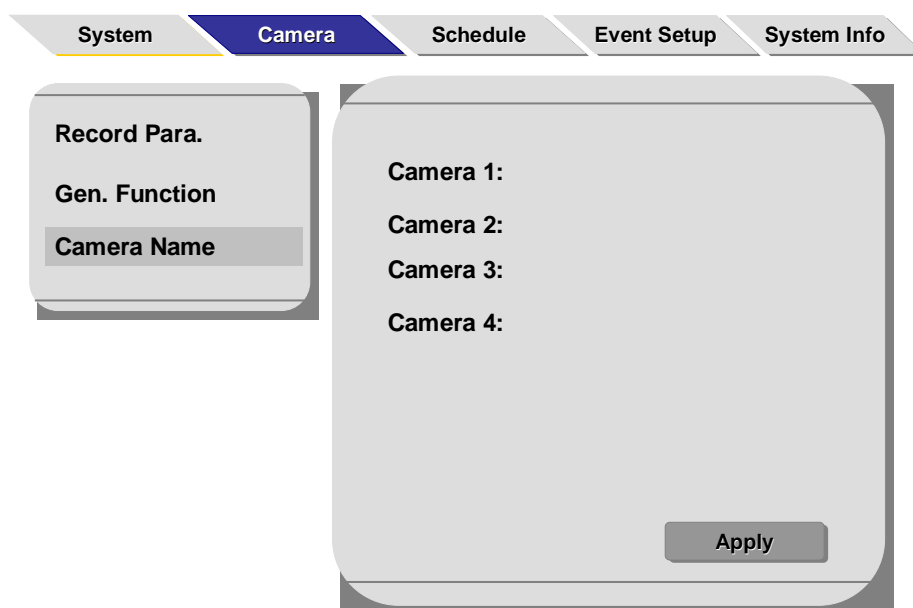 System Camera Schedule Event Setup System Info
Record Para.
Gen. Function
Camera Name
Camera 1:
Camera 2:
Camera 3:
Camera 4:
Apply